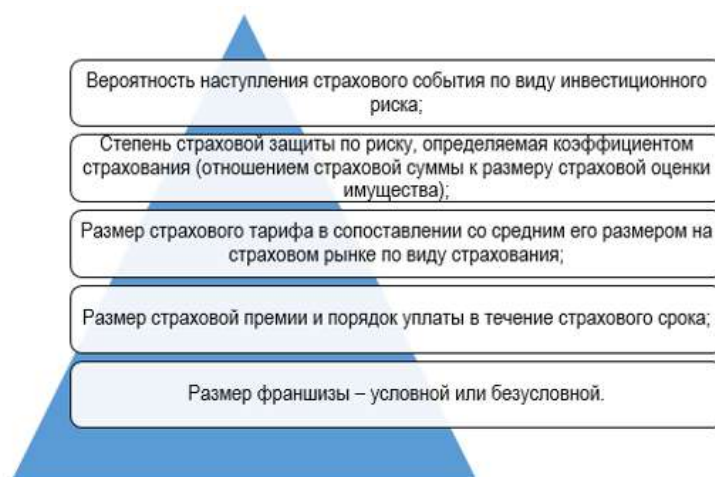 Вероятность наступления страхового события по виду инвестиционного
риска;
Степень страховой защиты по риску, определяемая коэффициентом
страхования (отношением страховой суммы к размеру страховой оценки
имущества);
Размер страхового тарифа в сопоставлении со средним его размером на
страховом рынке по виду страхования;
Размер страховой премии и порядок уплаты в течение страхового срока;
Размер франшизы – условной или безусловной.